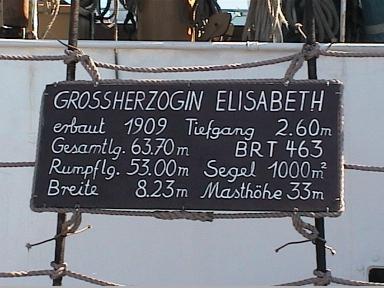 GROSSHERZOGIN ELISABETH
erbaut 1909 Tiefgang 2.60m
Gesamtlg. 63.70m BRT 463
Rumpflg. 53.00m Segel 1000m²
Breite 8.23m Masthöhe 33m